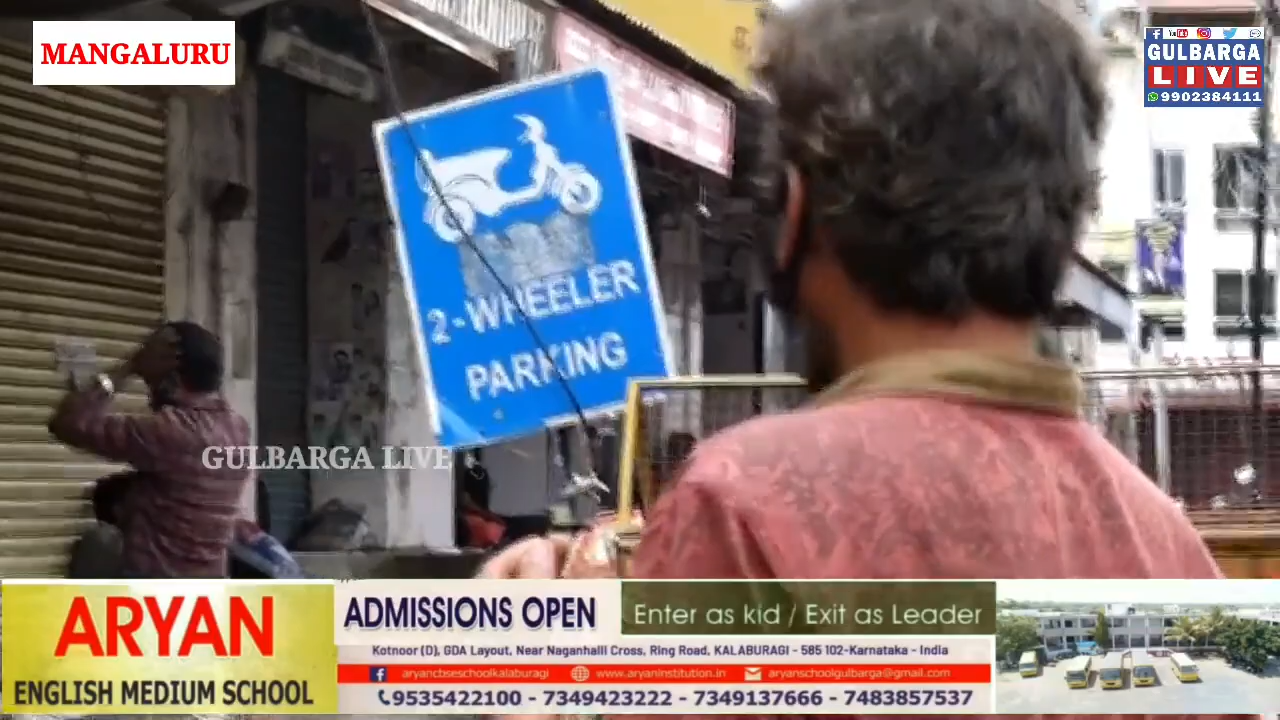 MANGALURU
GULBARGA
LIVE
9902384111
2-WHEELER
PARKING
GULBARGA LIVE
ARYAN
ENGLISH MEDIUM SCHOOL
ADMISSIONS OPEN
Enter as kid / Exit as Leader
Kotnoor (D), GDA Layout, Near Naganhalli Cross, Ring Road, KALABURAGI - 585 102-Karnataka - India
aryancbseschoolkalaburagi
www.aryaninstitution.in
aryanschoolgulbarga@gmail.com
9535422100 - 7349423222 - 7349137666 - 7483857537